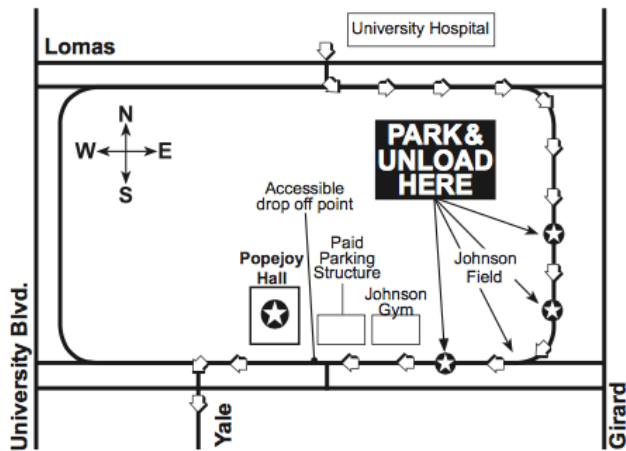 University Hospital
Lomas
N
W E
S
PARK &
UNLOAD
HERE
Accessible
drop off point
Paid
Parking
Structure
Popejoy
Hall
Johnson
Gym
Johnson
Field
University Blvd.
Yale
Girard